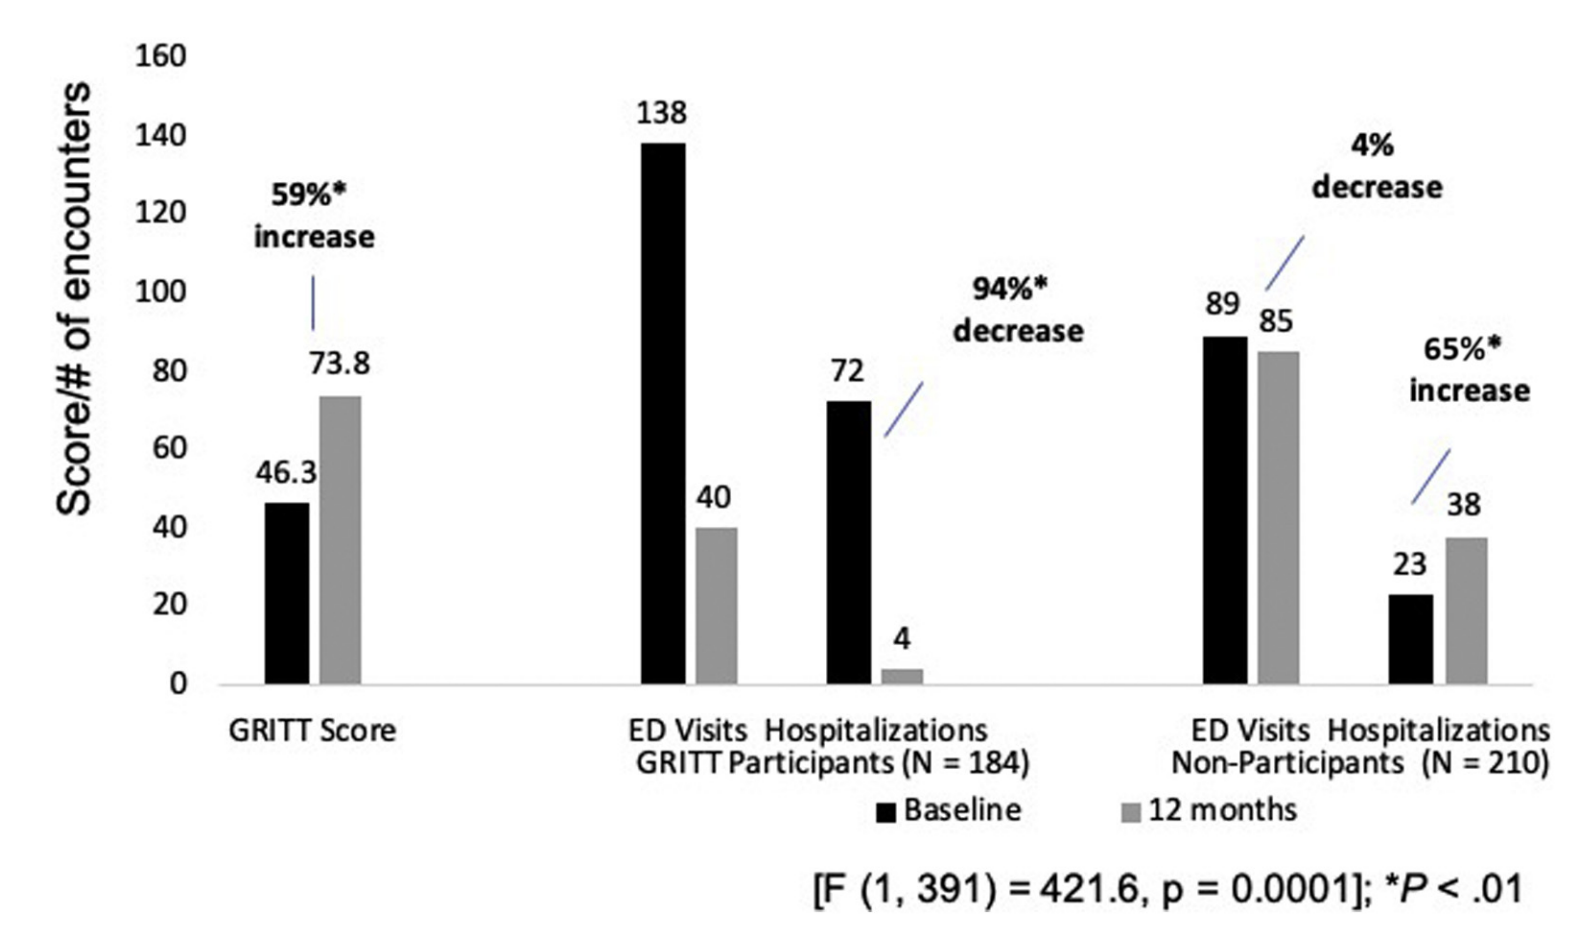 Score/# of encounters
160
140
120
100
80
60
40
20
0
59%*
increase
46.3
73.8
138
40
72
4
94%*
decrease
89
85
4%
decrease
23
38
65%*
increase
GRITT Score
ED Visits Hospitalizations
GRITT Participants (N = 184)
ED Visits Hospitalizations
Non-Participants (N = 210)
Baseline
12 months
[F (1, 391) = 421.6, p = 0.0001]; *P < .01